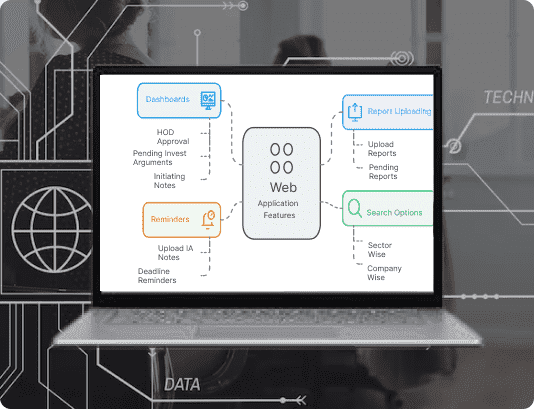 Dashboards
HOD
Approval
Pending Invest
Arguments
Initiating
Notes
Reminders
Upload IA
Notes
Deadline
Reminders
Web
Application
Features
Report Uploading
Upload
Reports
Pending
Reports
Search Options
Sector
Wise
Company
Wise
TECHN
DATA